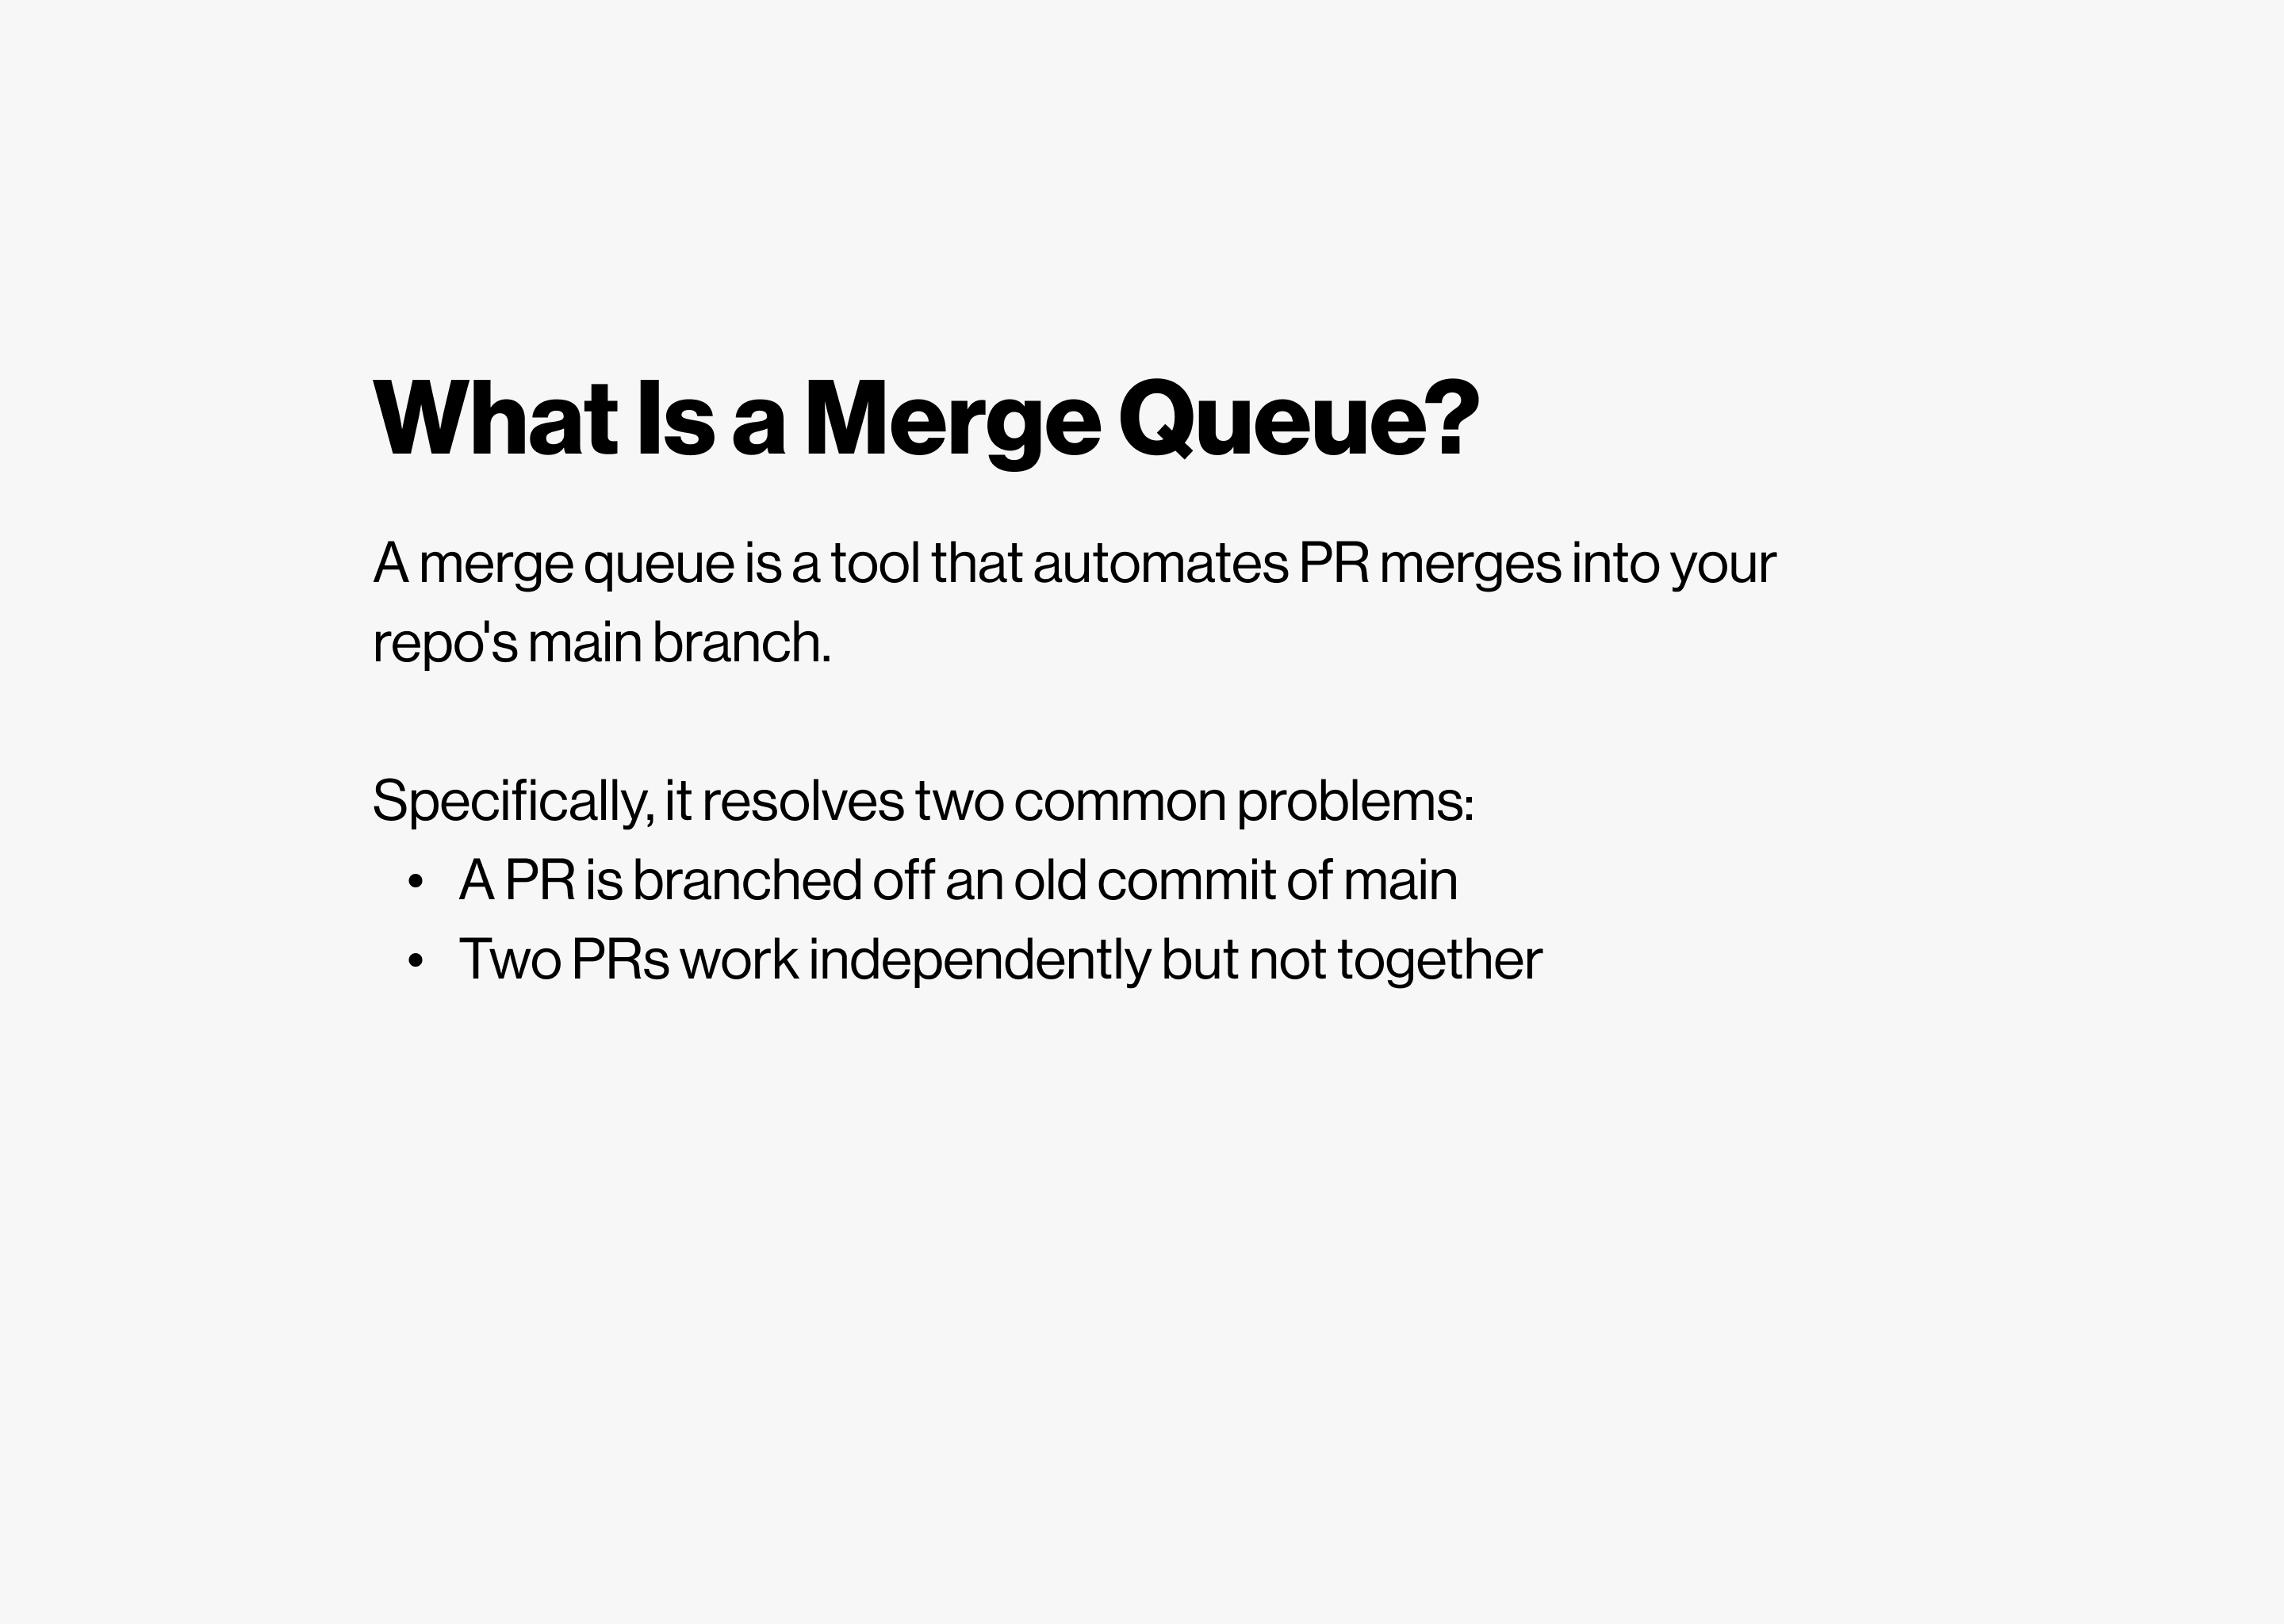 What Is a Merge Queue?
A merge queue is a tool that automates PR merges into your
repo's main branch.
Specifically, it resolves two common problems:
• A PR is branched off an old commit of main
• Two PRs work independently but not together